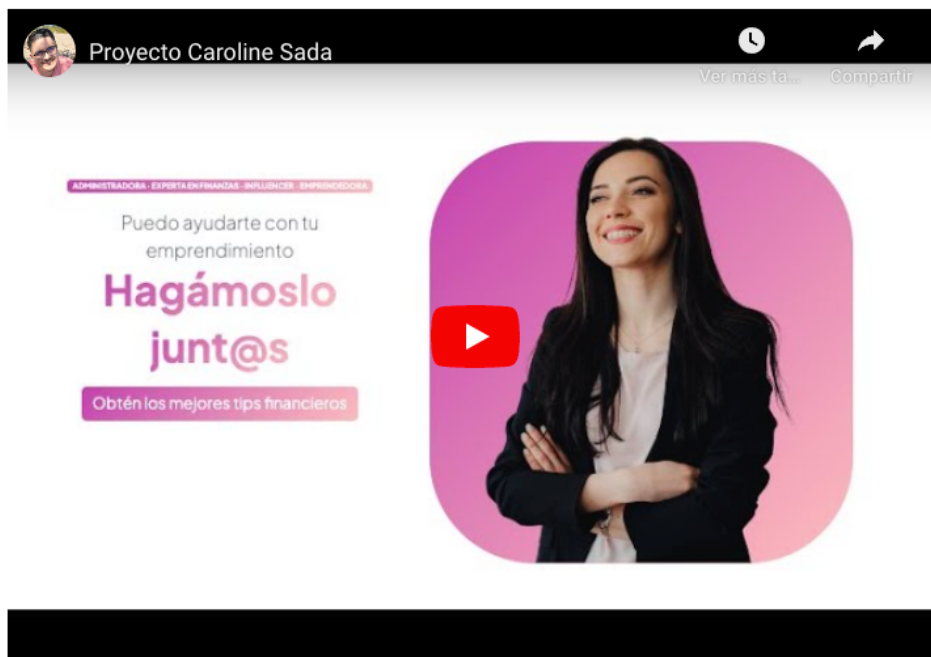 Proyecto Caroline Sada
Ver más ta...
Compartir
ADMINISTRADORA - EXPERTA EN FINANZAS - INFLUENCER - EMPRENDEDORA
Puedo ayudarte con tu
emprendimiento
Hagámoslo
junt@s
Obtén los mejores tips financieros